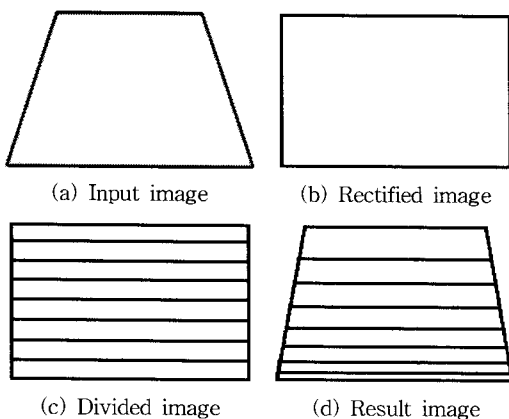 (a) Input image
(b) Rectified image
(c) Divided image
(d) Result image